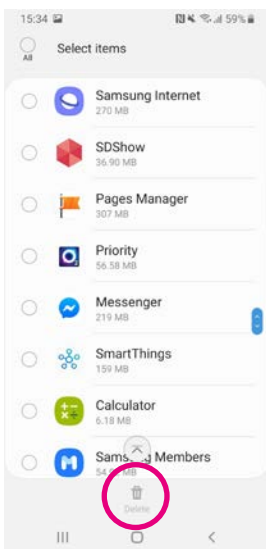 15:34 59%
All Select items
Samsung Internet
270 MB
SDShow
36.90 MB
Pages Manager
307 MB
Priority
56.58 MB
Messenger
219 MB
SmartThings
159 MB
Calculator
6.18 MB
Members
MB
Delete